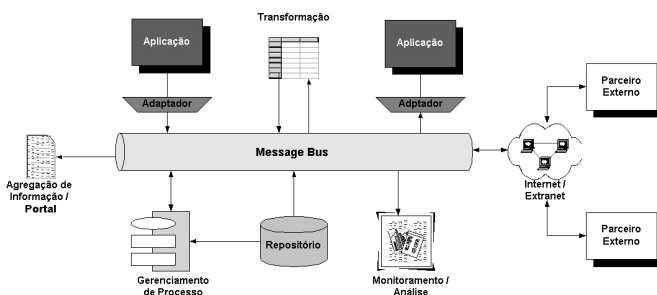 Transformação
Aplicação
Aplicação
Adaptador
Adptador
Parceiro
Externo
Message Bus
Agregação de
Informação /
Portal
Internet /
Extranet
Repositório
Parceiro
Externo
Gerenciamento
de Processo
Monitoramento /
Análise